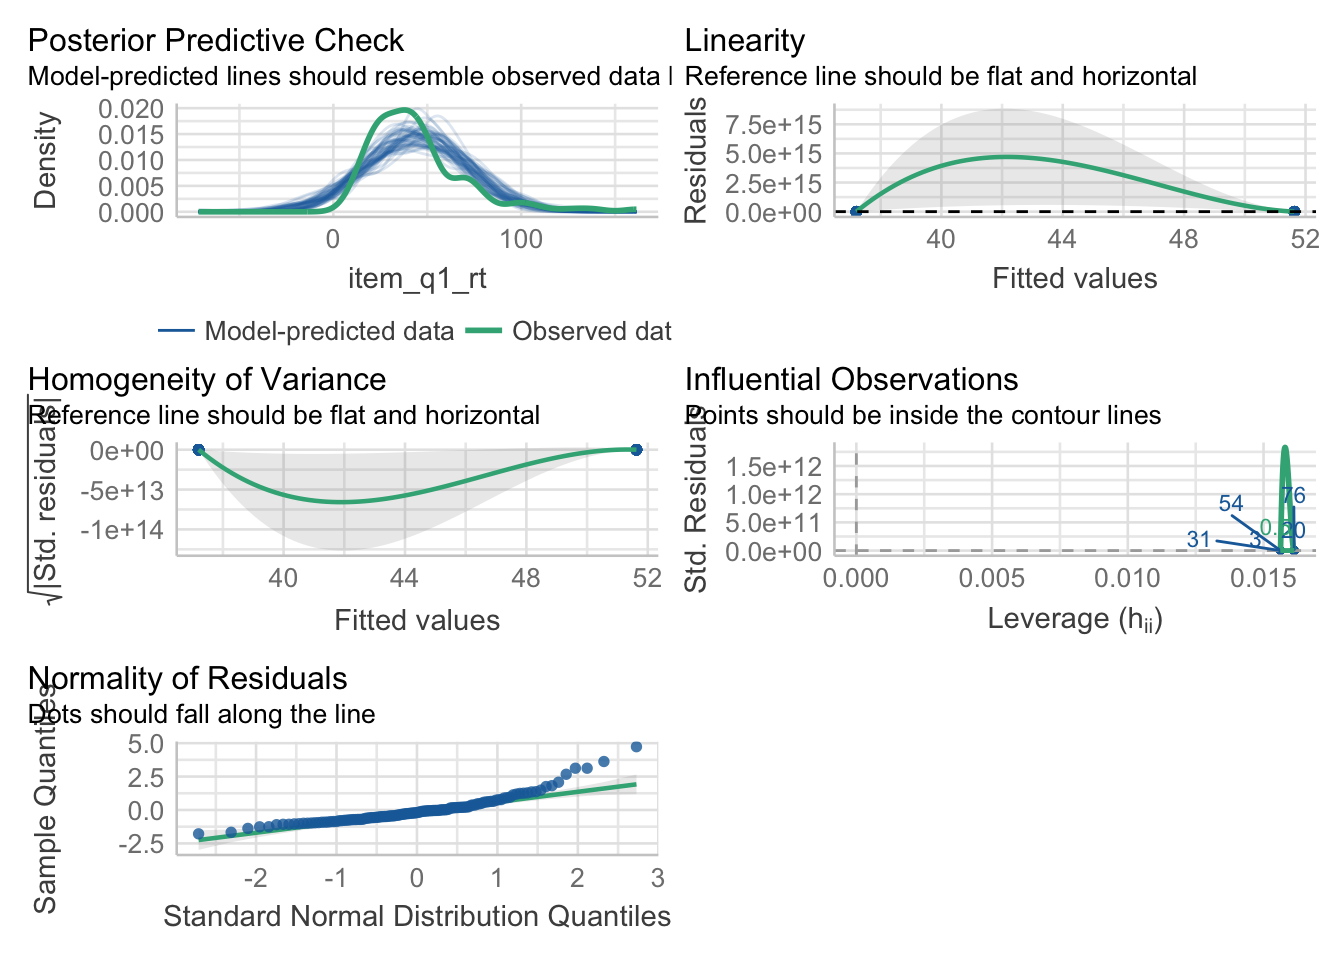 Posterior Predictive Check
Model-predicted lines should resemble observed data l
Density
0.020
0.015
0.010
0.005
0.000
0
100
item_q1_rt
Model-predicted data
Observed dat
Linearity
Reference line should be flat and horizontal
Residuals
7.5e+15
5.0e+15
2.5e+15
0.0e+00
40
44
48
52
Fitted values
Homogeneity of Variance
Reference line should be flat and horizontal
√|Std. residuals|
0e+00
-5e+13
-1e+14
40
44
48
52
Fitted values
Influential Observations
Points should be inside the contour lines
Std. Residuals
1.5e+12
1.0e+12
5.0e+11
0.0e+00
76
54
20
31
0.000
0.005
0.010
0.015
Leverage (hii)
Normality of Residuals
Dots should fall along the line
Sample Quantiles
5.0
2.5
0.0
-2.5
-2
-1
0
1
2
3
Standard Normal Distribution Quantiles